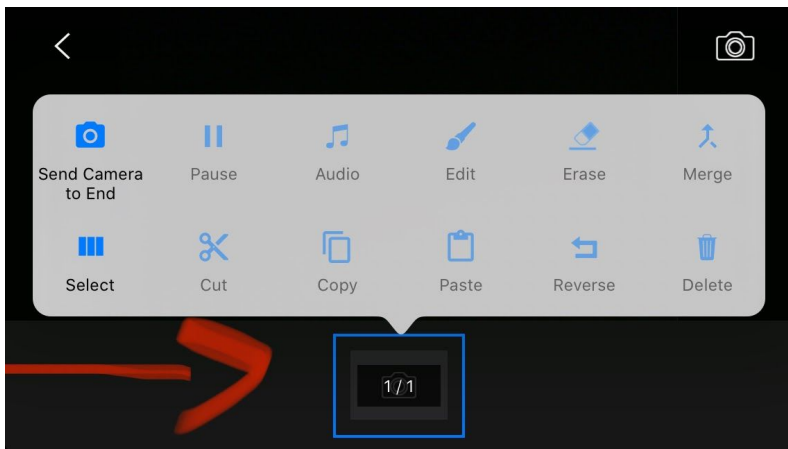 Send Camera
to End
Pause
Audio
Edit
Erase
Merge
Select
Cut
Copy
Paste
Reverse
Delete
1/1